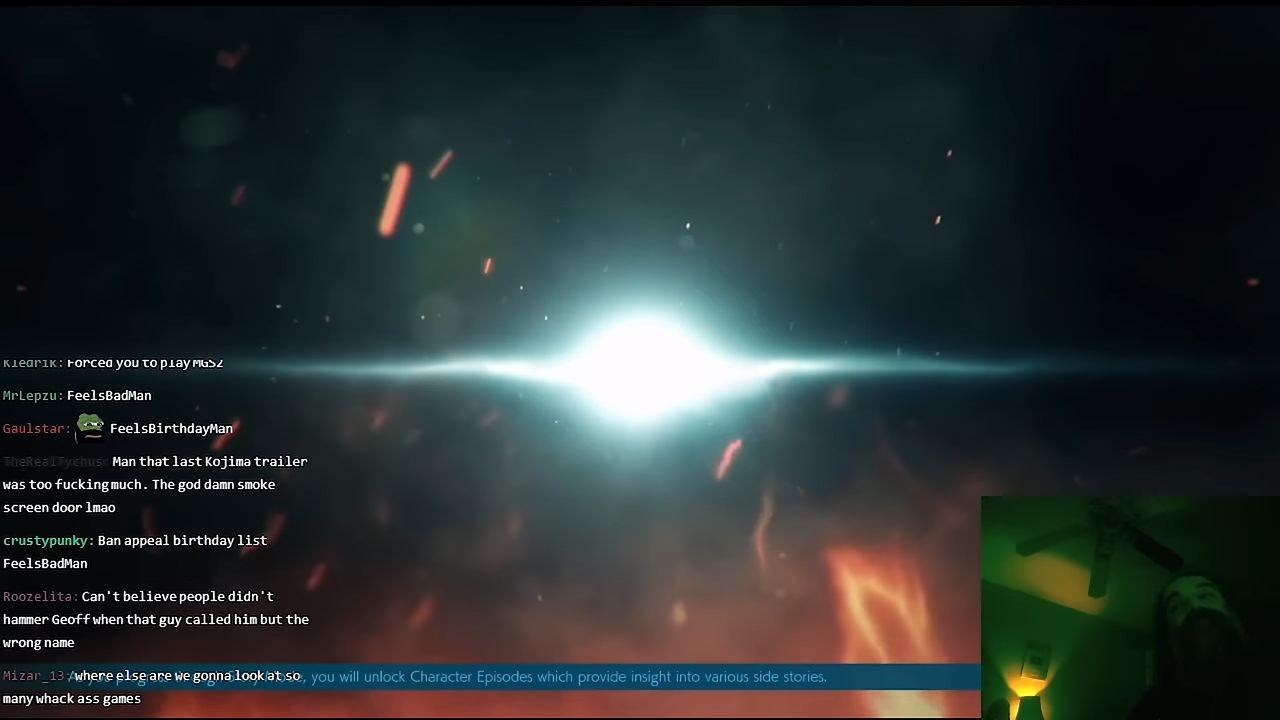 Kledrik: Forced you to play MGS2
MrLepzu: FeelsBadMan
Gaulstar: FeelsBirthdayMan
TheRealTychus: Man that last Kojima trailer
was too fucking much. The god damn smoke
screen door lmao
crustypunky: Ban appeal birthday list
FeelsBadMan
Roozelita: Can't believe people didn't
hammer Geoff when that guy called him but the
wrong name
Mizar_13: where else are we gonna look at so
many whack ass games
, you will unlock Character Episodes which provide insight into various side stories.